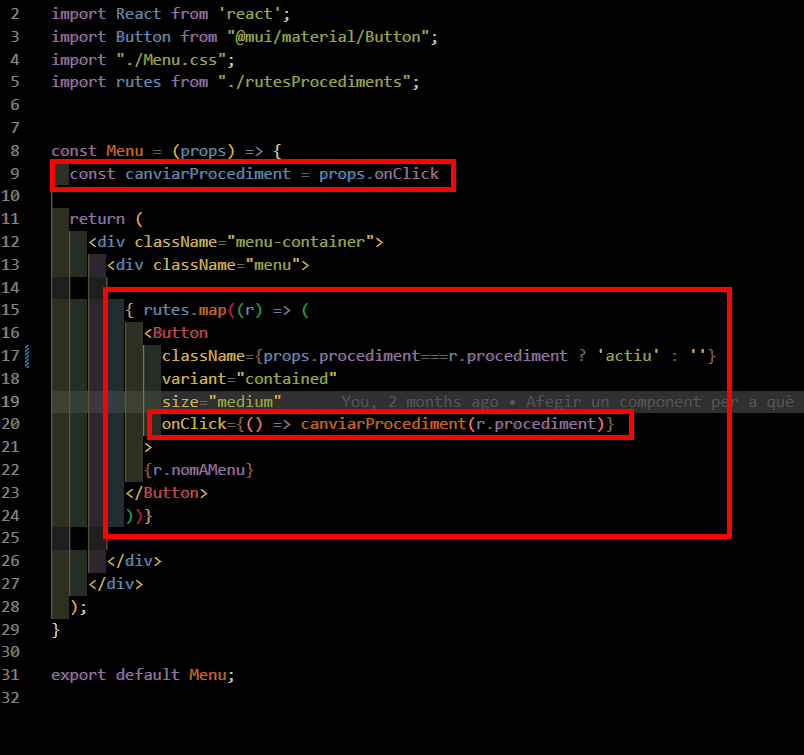 2 import React from 'react';
3 import Button from "@mui/material/Button";
4 import "./Menu.css";
5 import rutes from "./rutesProcediments";
6
7
8 const Menu = (props) => {
9 const canviarProcediment = props.onClick
10
11 return (
12 <div className="menu-container">
13 <div className="menu">
14
15 { rutes.map((r) => (
16 <Button
17 className={props.procediment===r.procediment ? 'actiu' : ''}
18 variant="contained"
19 size="medium" You, 2 months ago • Afegir un component per a què
20 onClick={() => canviarProcediment(r.procediment)}
21 >
22 {r.nomAMenu}
23 </Button>
24 ))}
25
26 </div>
27 </div>
28 );
29 }
30
31 export default Menu;
32